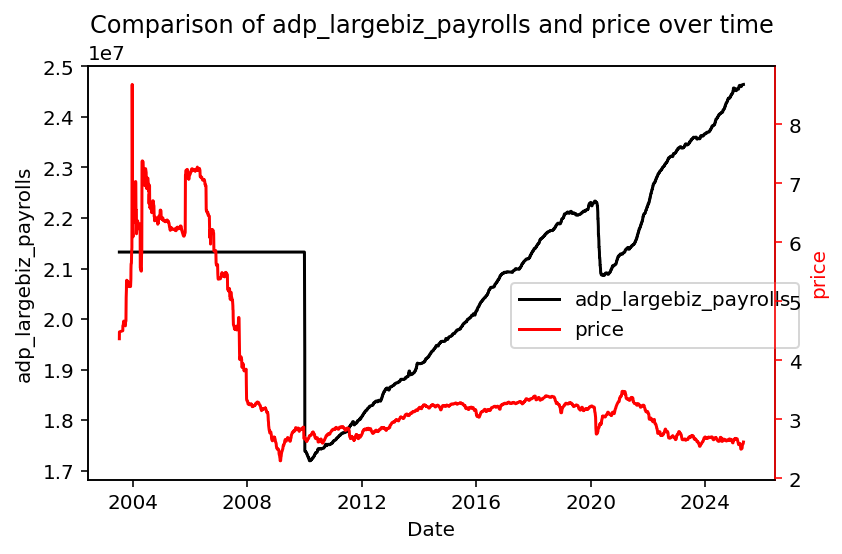 Comparison of adp_largebiz_payrolls and price over time
1e7
2.5
2.4
2.3
2.2
2.1
2.0
1.9
1.8
1.7
adp_largebiz_payrolls
8
7
6
5
4
3
2
price
adp_largebiz_payrolls
price
2004 2008 2012 2016 2020 2024
Date